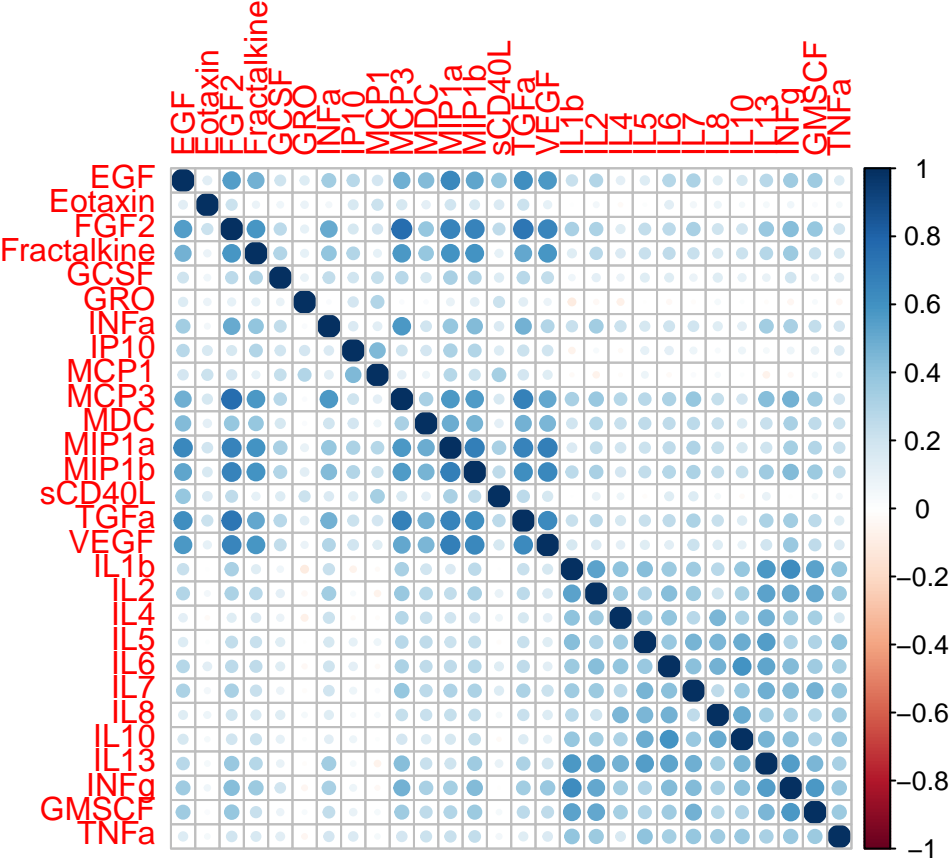 EGF
Eotaxin
FGF2
Fractalkine
GCSF
GRO
INFa
IP10
MCP1
MCP3
MDC
MIP1a
MIP1b
sCD40L
TGFa
VEGF
IL1b
IL2
IL4
IL5
IL6
IL7
IL8
IL10
IL13
INFg
GMSCF
TNFa
EGF
Eotaxin
FGF2
Fractalkine
GCSF
GRO
INFa
IP10
MCP1
MCP3
MDC
MIP1a
MIP1b
sCD40L
TGFa
VEGF
IL1b
IL2
IL4
IL5
IL6
IL7
IL8
IL10
IL13
INFg
GMSCF
TNFa
1
0.8
0.6
0.4
0.2
0
−0.2
−0.4
−0.6
−0.8
−1